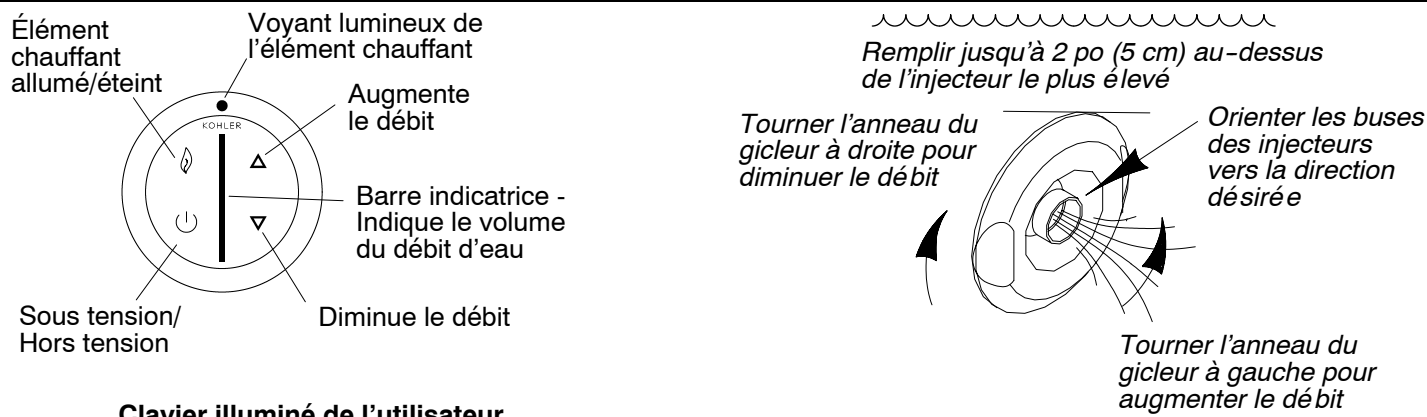 Élément
chauffant
allumé/éteint
Voyant lumineux de
l'élément chauffant
Augmente
le débit
KOHLER
Barre indicatrice -
Indique le volume
du débit d'eau
Sous tension/
Hors tension
Diminue le débit
Clavier illuminé de l'utilisateur
Remplir jusqu'à 2 po (5 cm) au-dessus
de l'injecteur le plus élevé
Tourner l'anneau du
gicleur à droite pour
diminuer le débit
Orienter les buses
des injecteurs
vers la direction
désirée
Tourner l'anneau du
gicleur à gauche pour
augmenter le débit